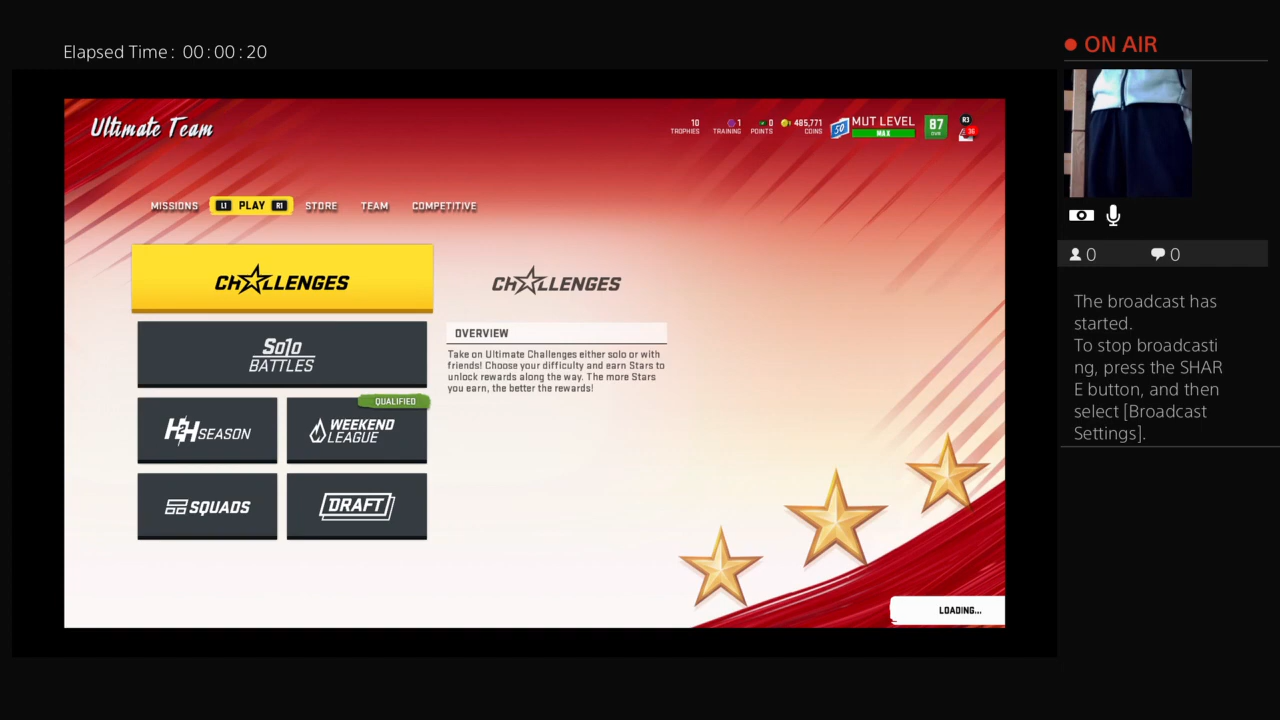 Elapsed Time: 00:00:20
ON AIR
Ultimate Team
10
TROPHIES
1
TRAINING
0
POINTS
485,771
COINS
50
MUT LEVEL
MAX
87
OVR
R3
36
MISSIONS
L1 PLAY R1
STORE
TEAM
COMPETITIVE
CHALLENGES
CHALLENGES
SOLO
BATTLES
OVERVIEW
Take on Ultimate Challenges either solo or with
friends! Choose your difficulty and earn Stars to
unlock rewards along the way. The more Stars
you earn, the better the rewards!
QUALIFIED
H2H SEASON
WEEKEND
LEAGUE
SQUADS
DRAFT
LOADING...
0
0
The broadcast has
started.
To stop broadcasti
ng, press the SHAR
E button, and then
select [Broadcast
Settings].